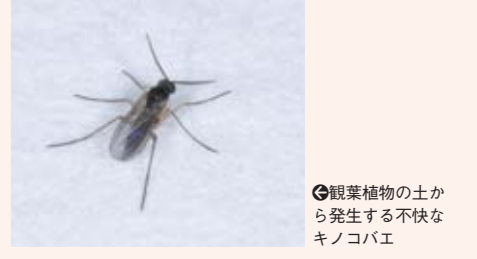 ←観葉植物の土か
ら発生する不快な
キノコバエ